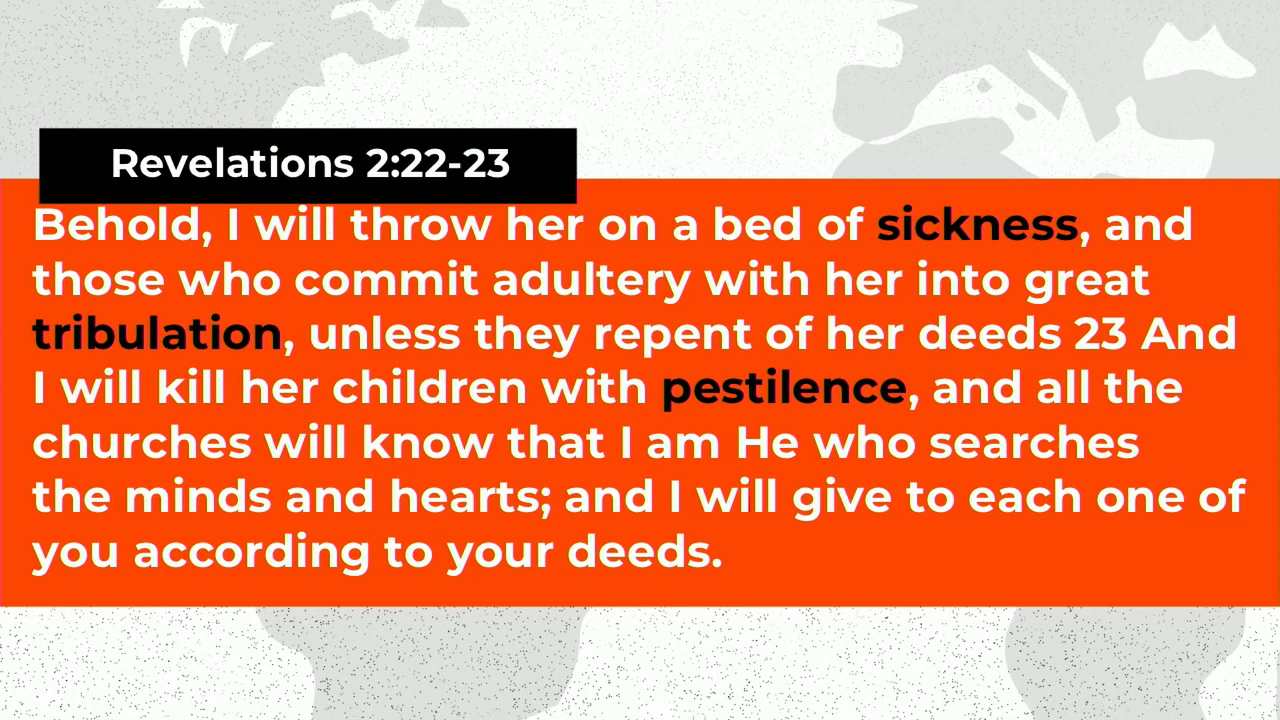 Revelations 2:22-23
Behold, I will throw her on a bed of sickness, and
those who commit adultery with her into great
tribulation, unless they repent of her deeds 23 And
I will kill her children with pestilence, and all the
churches will know that I am He who searches
the minds and hearts; and I will give to each one of
you according to your deeds.